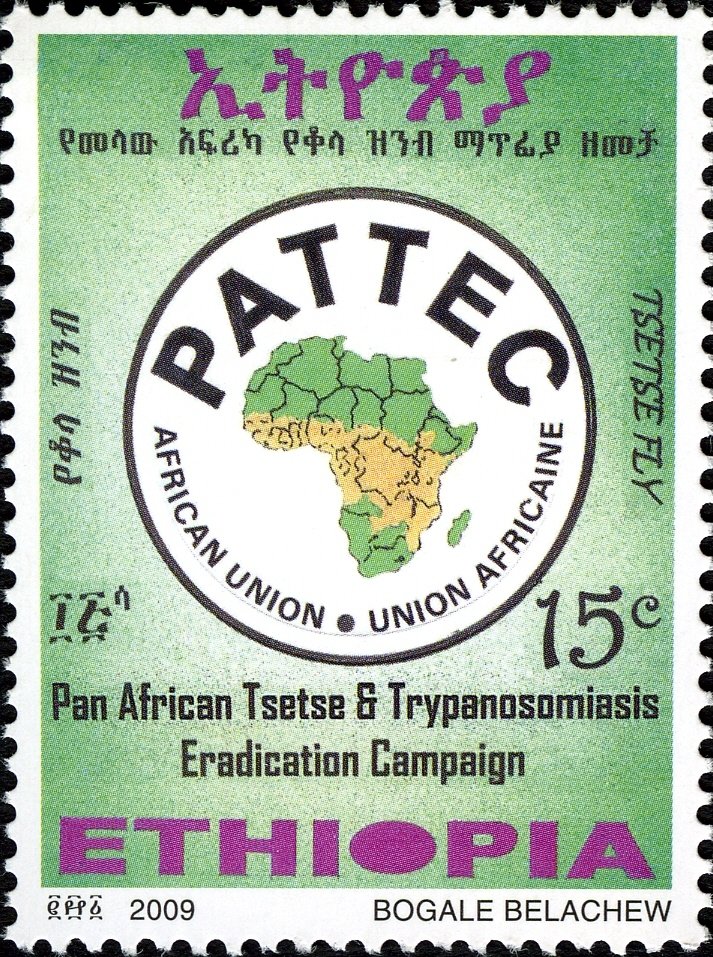 ኢትዮጵያ
የመላው አፍሪካ የቆላ ዝንብ ማጥፊያ ዘመቻ
PATTEC
AFRICAN UNION • UNION AFRICAINE
የቆላ ዝንብ
TSETSE FLY
፲፭ሳ
15c
Pan African Tsetse & Trypanosomiasis
Eradication Campaign
ETHIOPIA
፳፻፩ 2009
BOGALE BELACHEW